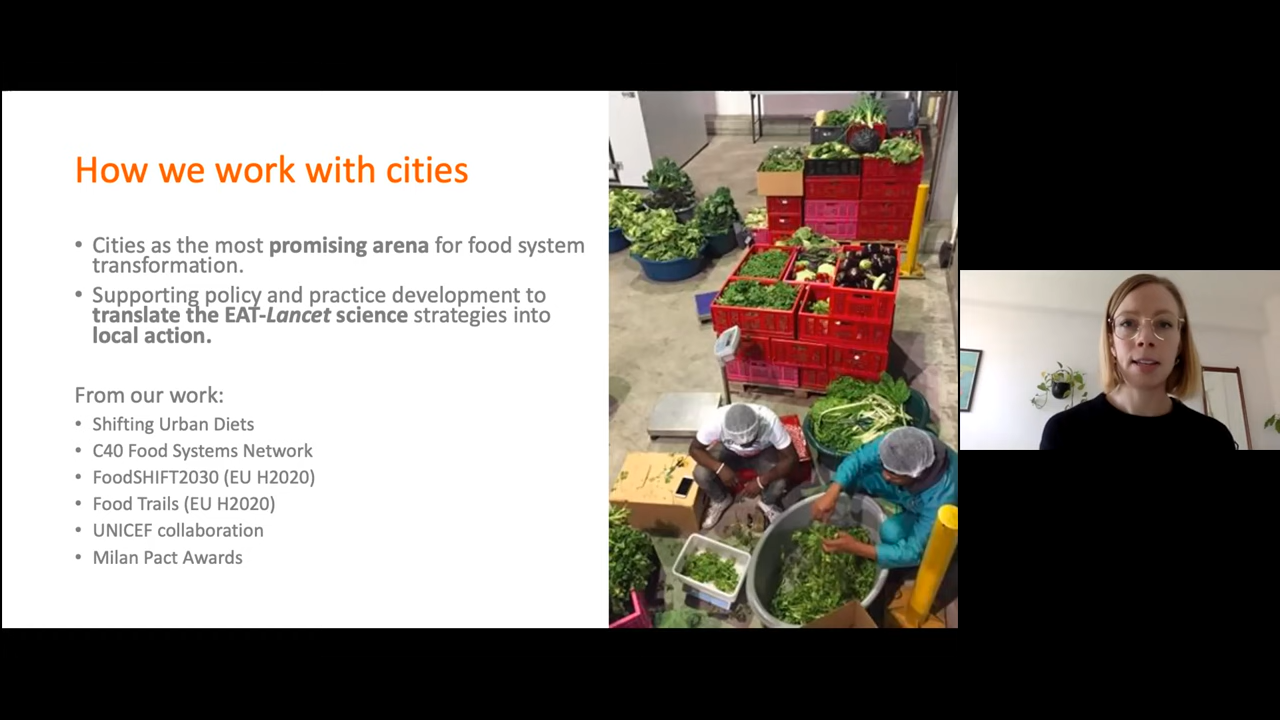 How we work with cities
• Cities as the most promising arena for food system
transformation.
• Supporting policy and practice development to
translate the EAT-Lancet science strategies into
local action.
From our work:
• Shifting Urban Diets
• C40 Food Systems Network
• FoodSHIFT2030 (EU H2020)
• Food Trails (EU H2020)
• UNICEF collaboration
• Milan Pact Awards